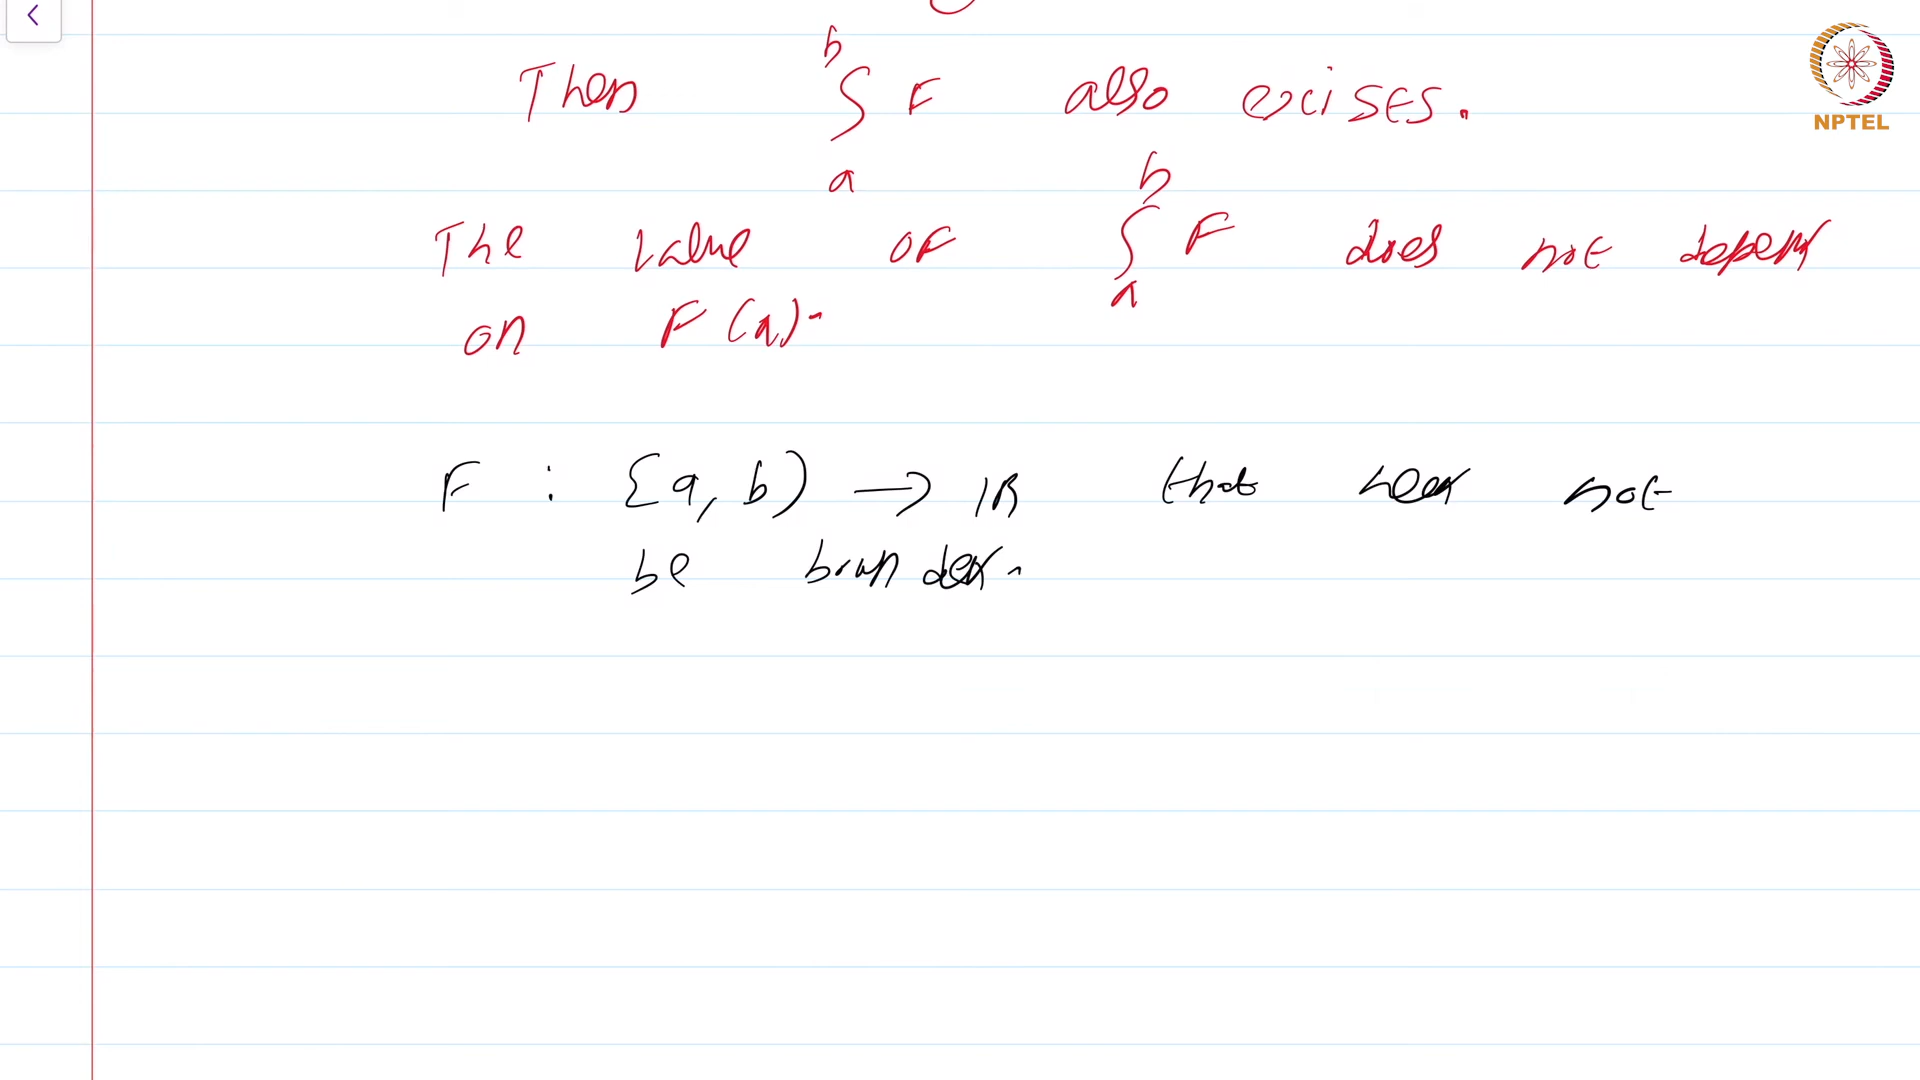 NPTEL
Then ∫_a^b F also exists.
The value of ∫_a^b F does not depend
on F(a).
F : [a, b) → ℝ that need not
be bounded.